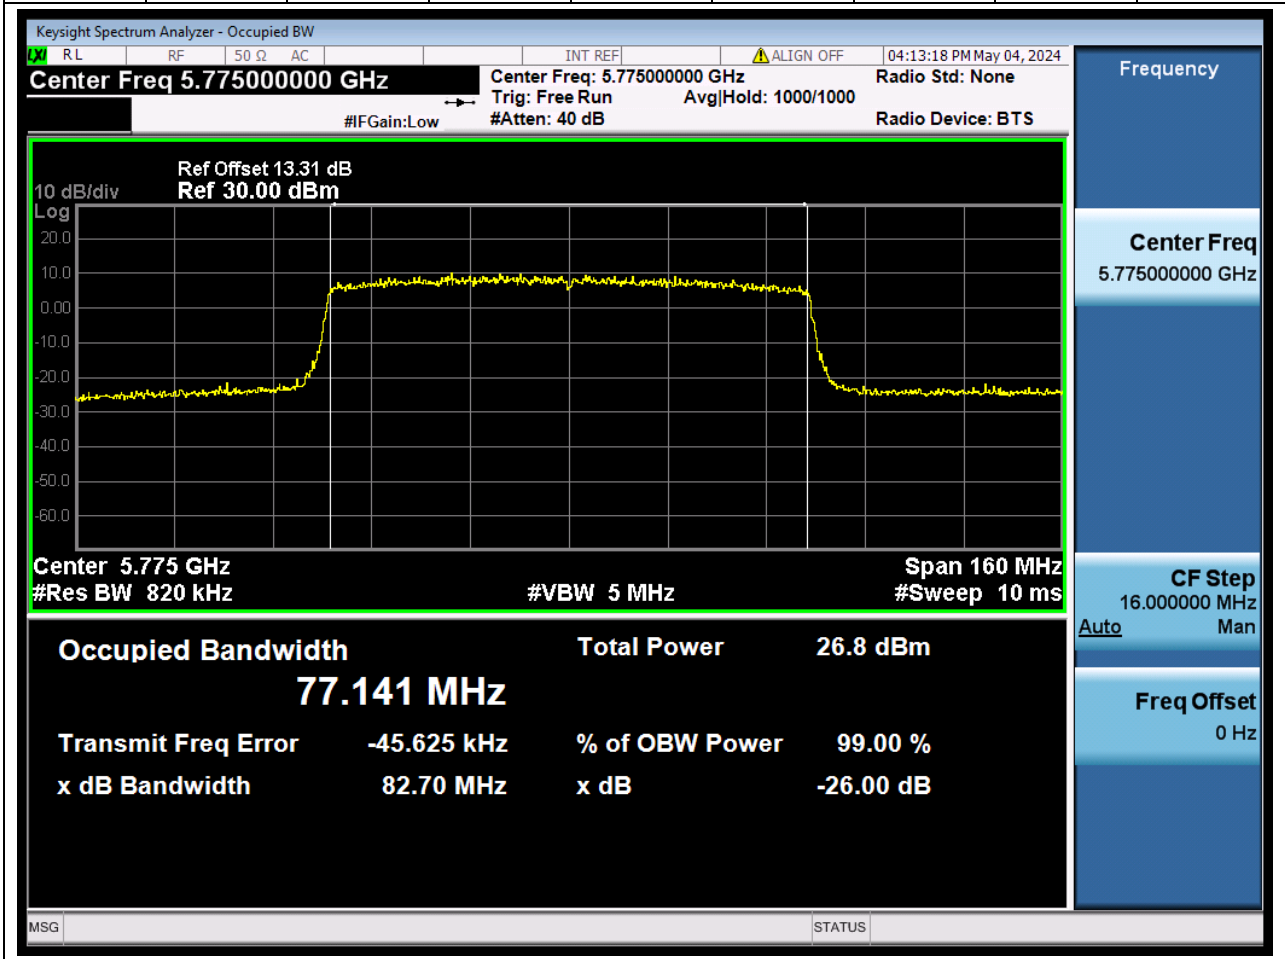 Keysight Spectrum Analyzer - Occupied BW
LXI RL RF 50 Ω AC INT REF ALIGN OFF 04:13:18 PM May 04, 2024
Center Freq 5.775000000 GHz
#IFGain:Low
Center Freq: 5.775000000 GHz
Trig: Free Run Avg|Hold: 1000/1000
#Atten: 40 dB
Radio Std: None
Radio Device: BTS
Ref Offset 13.31 dB
10 dB/div Ref 30.00 dBm
Log
20.0
10.0
0.00
-10.0
-20.0
-30.0
-40.0
-50.0
-60.0
Center 5.775 GHz Span 160 MHz
#Res BW 820 kHz #VBW 5 MHz #Sweep 10 ms
Occupied Bandwidth Total Power 26.8 dBm
77.141 MHz
Transmit Freq Error -45.625 kHz % of OBW Power 99.00 %
x dB Bandwidth 82.70 MHz x dB -26.00 dB
Frequency
Center Freq
5.775000000 GHz
CF Step
16.000000 MHz
Auto Man
Freq Offset
0 Hz
MSG STATUS